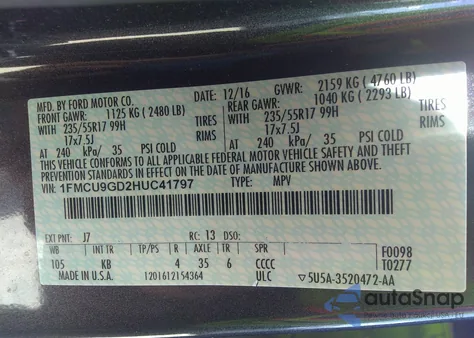 MFD. BY FORD MOTOR CO.
12/16
GVWR: 2159 KG (4760 LB)
FRONT GAWR: 1125 KG (2480 LB)
REAR GAWR: 1040 KG (2293 LB)
WITH 235/55R17 99H TIRES
WITH 235/55R17 99H TIRES
17x7.5J RIMS
17x7.5J RIMS
AT 240 kPa/ 35 PSI COLD
AT 240 kPa/ 35 PSI COLD
THIS VEHICLE CONFORMS TO ALL APPLICABLE FEDERAL MOTOR VEHICLE SAFETY
AND THEFT PREVENTION STANDARDS IN EFFECT ON THE DATE OF MANUFACTURE SHOWN ABOVE.
VIN: 1FMCU9GD2HUC41797
TYPE: MPV
EXT PNT: J7 RC: 13 DSO:
WB INT TR TP/PS R AXLE TR SPR
F0098
105 KB 4 35 6 CCCC
T0277
MADE IN U.S.A. 1201612154364 ULC
▽5U5A-3520472-AA
autoSnap